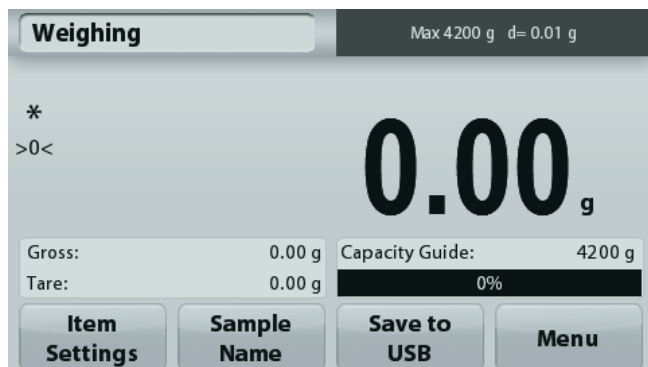 Weighing
Max 4200 g d= 0.01 g
*
>0<
0.00 g
Gross: 0.00 g
Tare: 0.00 g
Capacity Guide: 4200 g
0%
Item
Settings
Sample
Name
Save to
USB
Menu